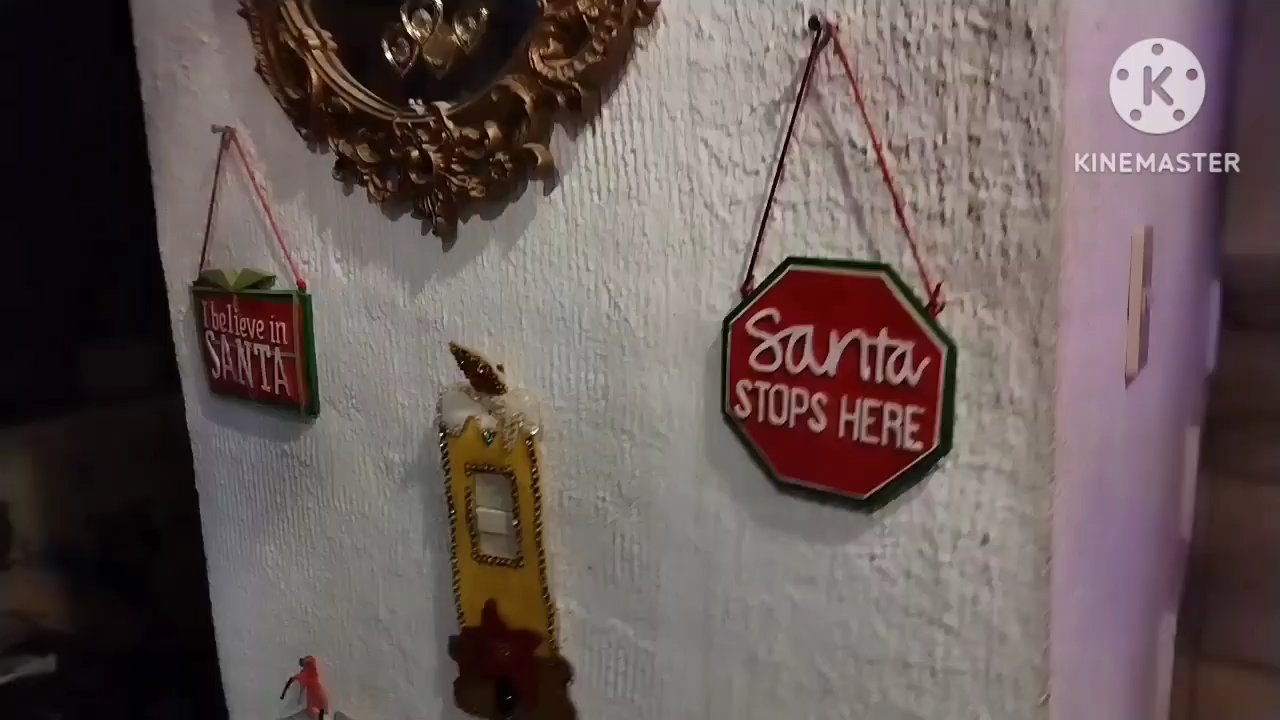 K
KINEMASTER
I believe in
SANTA
Santa
STOPS HERE